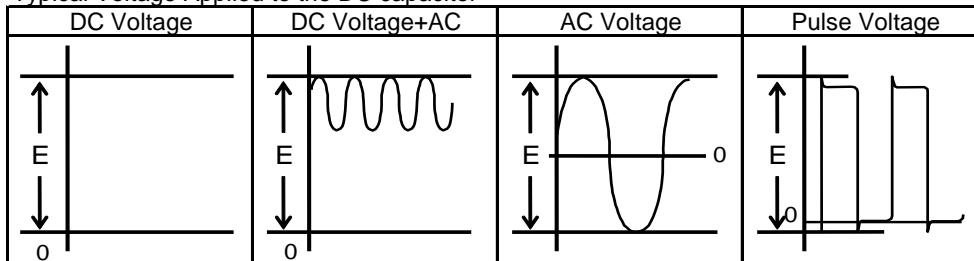 Typical Voltage Applied to the DC capacitor
DC Voltage DC Voltage+AC AC Voltage Pulse Voltage
E E E E
0
0
0 0